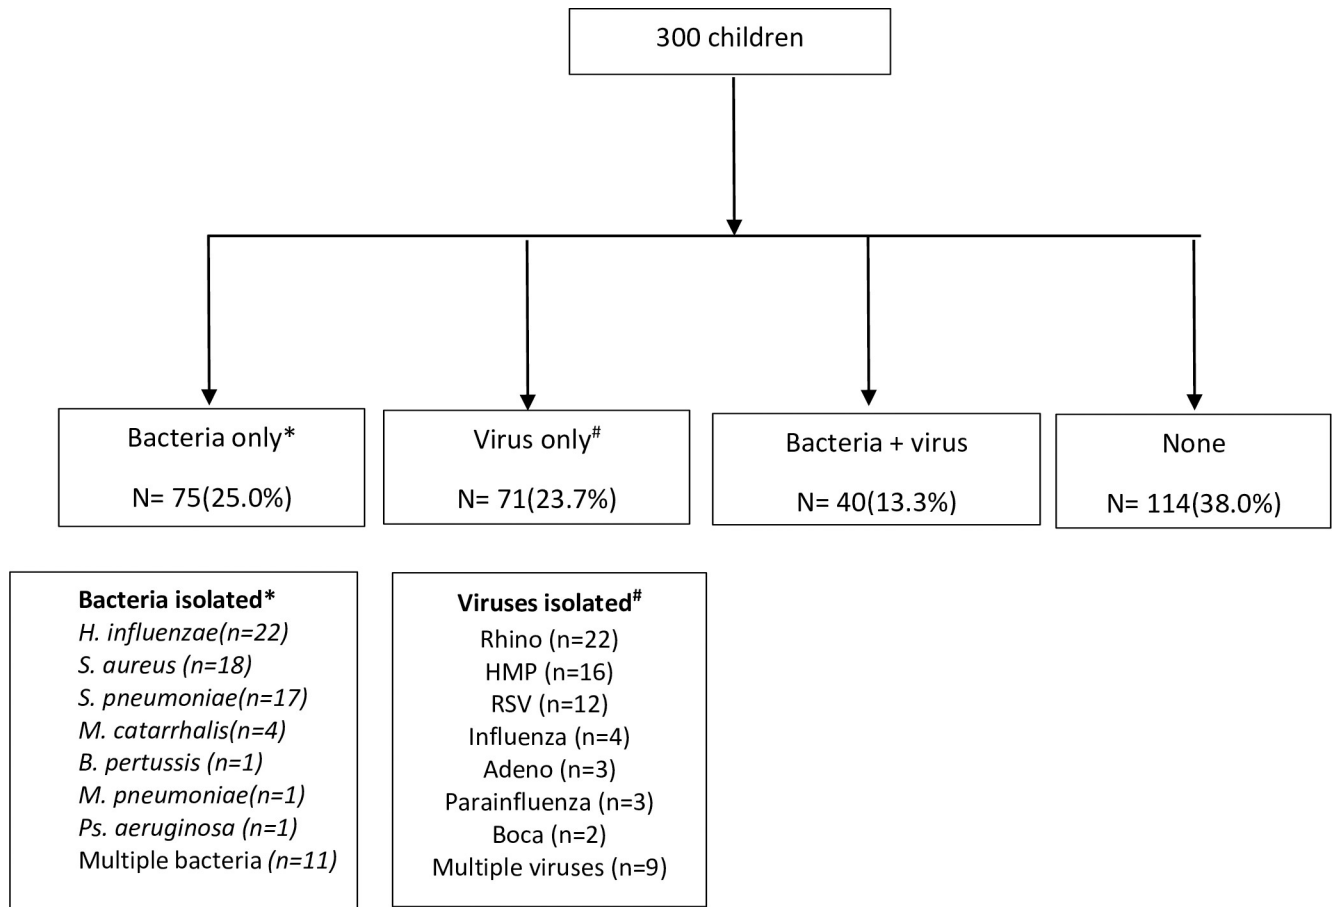 300 children
Bacteria only*
N= 75(25.0%)
Virus only#
N= 71(23.7%)
Bacteria + virus
N= 40(13.3%)
None
N= 114(38.0%)
Bacteria isolated*
H. influenzae(n=22)
S. aureus (n=18)
S. pneumoniae(n=17)
M. catarrhalis(n=4)
B. pertussis (n=1)
M. pneumoniae(n=1)
Ps. aeruginosa (n=1)
Multiple bacteria (n=11)
Viruses isolated#
Rhino (n=22)
HMP (n=16)
RSV (n=12)
Influenza (n=4)
Adeno (n=3)
Parainfluenza (n=3)
Boca (n=2)
Multiple viruses (n=9)